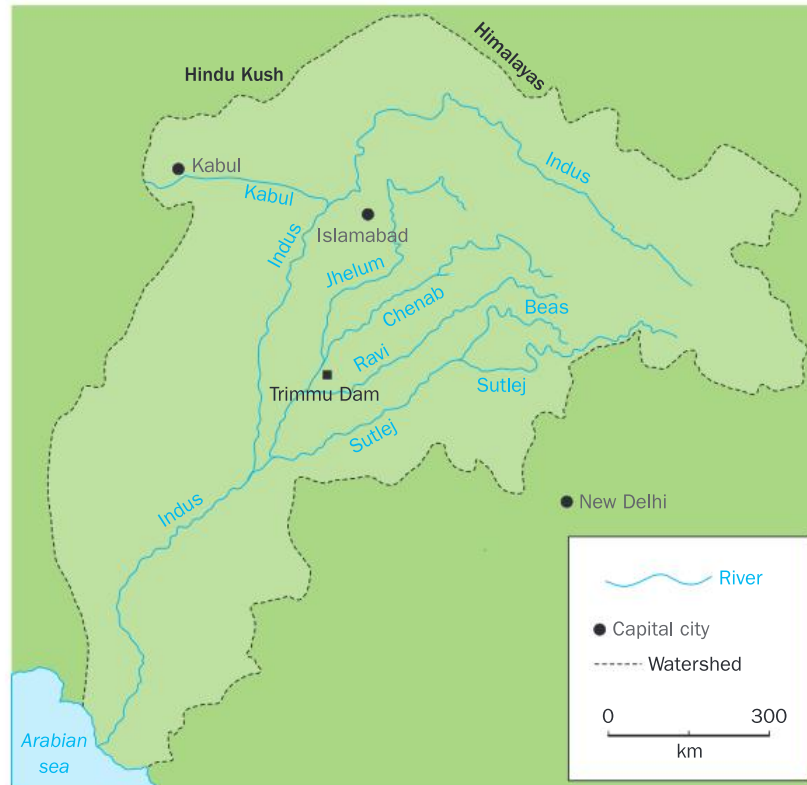 Himalayas
Hindu Kush
Kabul
Indus
Kabul
Islamabad
Indus
Jhelum
Chenab
Beas
Ravi
Trimmu Dam
Sutlej
Sutlej
Indus
New Delhi
River
Capital city
Watershed
0 300
km
Arabian
sea